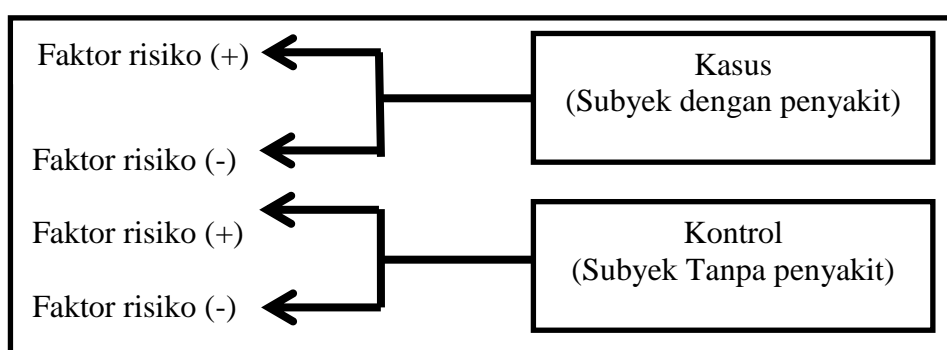 Faktor risiko (+)
Kasus
(Subyek dengan penyakit)
Faktor risiko (-)
Faktor risiko (+)
Kontrol
(Subyek Tanpa penyakit)
Faktor risiko (-)